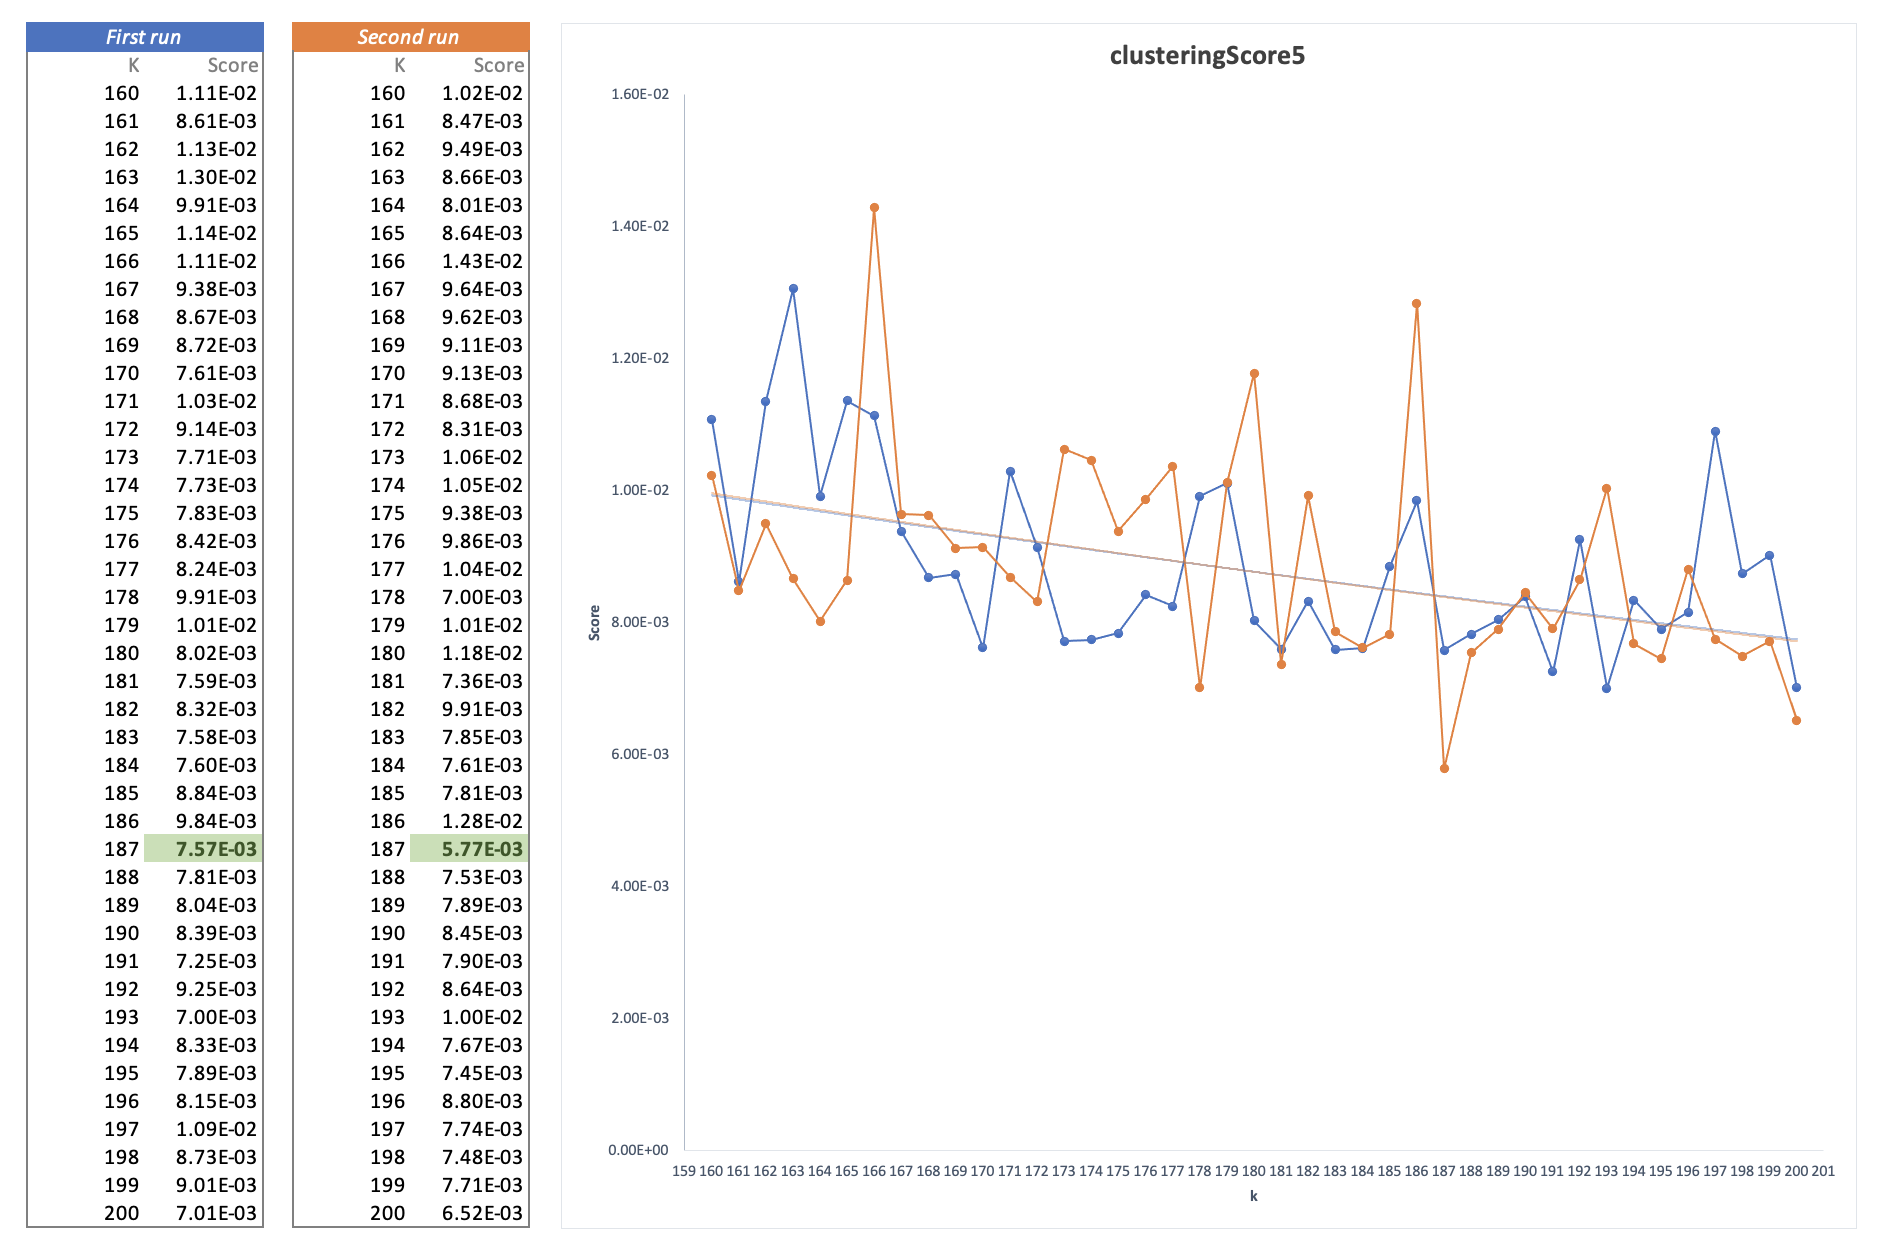 First run
K Score
160 1.11E-02
161 8.61E-03
162 1.13E-02
163 1.30E-02
164 9.91E-03
165 1.14E-02
166 1.11E-02
167 9.38E-03
168 8.67E-03
169 8.72E-03
170 7.61E-03
171 1.03E-02
172 9.14E-03
173 7.71E-03
174 7.73E-03
175 7.83E-03
176 8.42E-03
177 8.24E-03
178 9.91E-03
179 1.01E-02
180 8.02E-03
181 7.59E-03
182 8.32E-03
183 7.58E-03
184 7.60E-03
185 8.84E-03
186 9.84E-03
187 7.57E-03
188 7.81E-03
189 8.04E-03
190 8.39E-03
191 7.25E-03
192 9.25E-03
193 7.00E-03
194 8.33E-03
195 7.89E-03
196 8.15E-03
197 1.09E-02
198 8.73E-03
199 9.01E-03
200 7.01E-03
Second run
K Score
160 1.02E-02
161 8.47E-03
162 9.49E-03
163 8.66E-03
164 8.01E-03
165 8.64E-03
166 1.43E-02
167 9.64E-03
168 9.62E-03
169 9.11E-03
170 9.13E-03
171 8.68E-03
172 8.31E-03
173 1.06E-02
174 1.05E-02
175 9.38E-03
176 9.86E-03
177 1.04E-02
178 7.00E-03
179 1.01E-02
180 1.18E-02
181 7.36E-03
182 9.91E-03
183 7.85E-03
184 7.61E-03
185 7.81E-03
186 1.28E-02
187 5.77E-03
188 7.53E-03
189 7.89E-03
190 8.45E-03
191 7.90E-03
192 8.64E-03
193 1.00E-02
194 7.67E-03
195 7.45E-03
196 8.80E-03
197 7.74E-03
198 7.48E-03
199 7.71E-03
200 6.52E-03
clusteringScore5
1.60E-02
1.40E-02
1.20E-02
1.00E-02
8.00E-03
6.00E-03
4.00E-03
2.00E-03
0.00E+00
Score
159 160 161 162 163 164 165 166 167 168 169 170 171 172 173 174 175 176 177 178 179 180 181 182 183 184 185 186 187 188 189 190 191 192 193 194 195 196 197 198 199 200 201
k